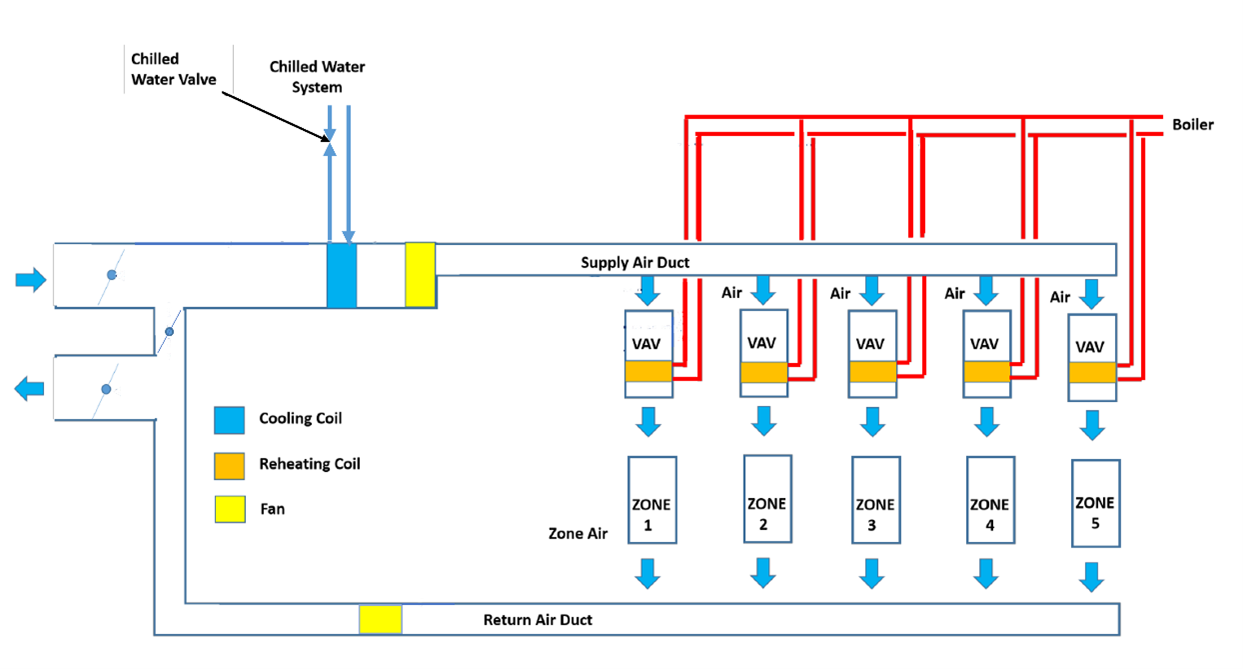 Chilled
Water Valve
Chilled Water
System
Boiler
Supply Air Duct
Air
Air
Air
Air
VAV
VAV
VAV
VAV
VAV
Cooling Coil
Reheating Coil
Fan
Zone Air
ZONE
1
ZONE
2
ZONE
3
ZONE
4
ZONE
5
Return Air Duct